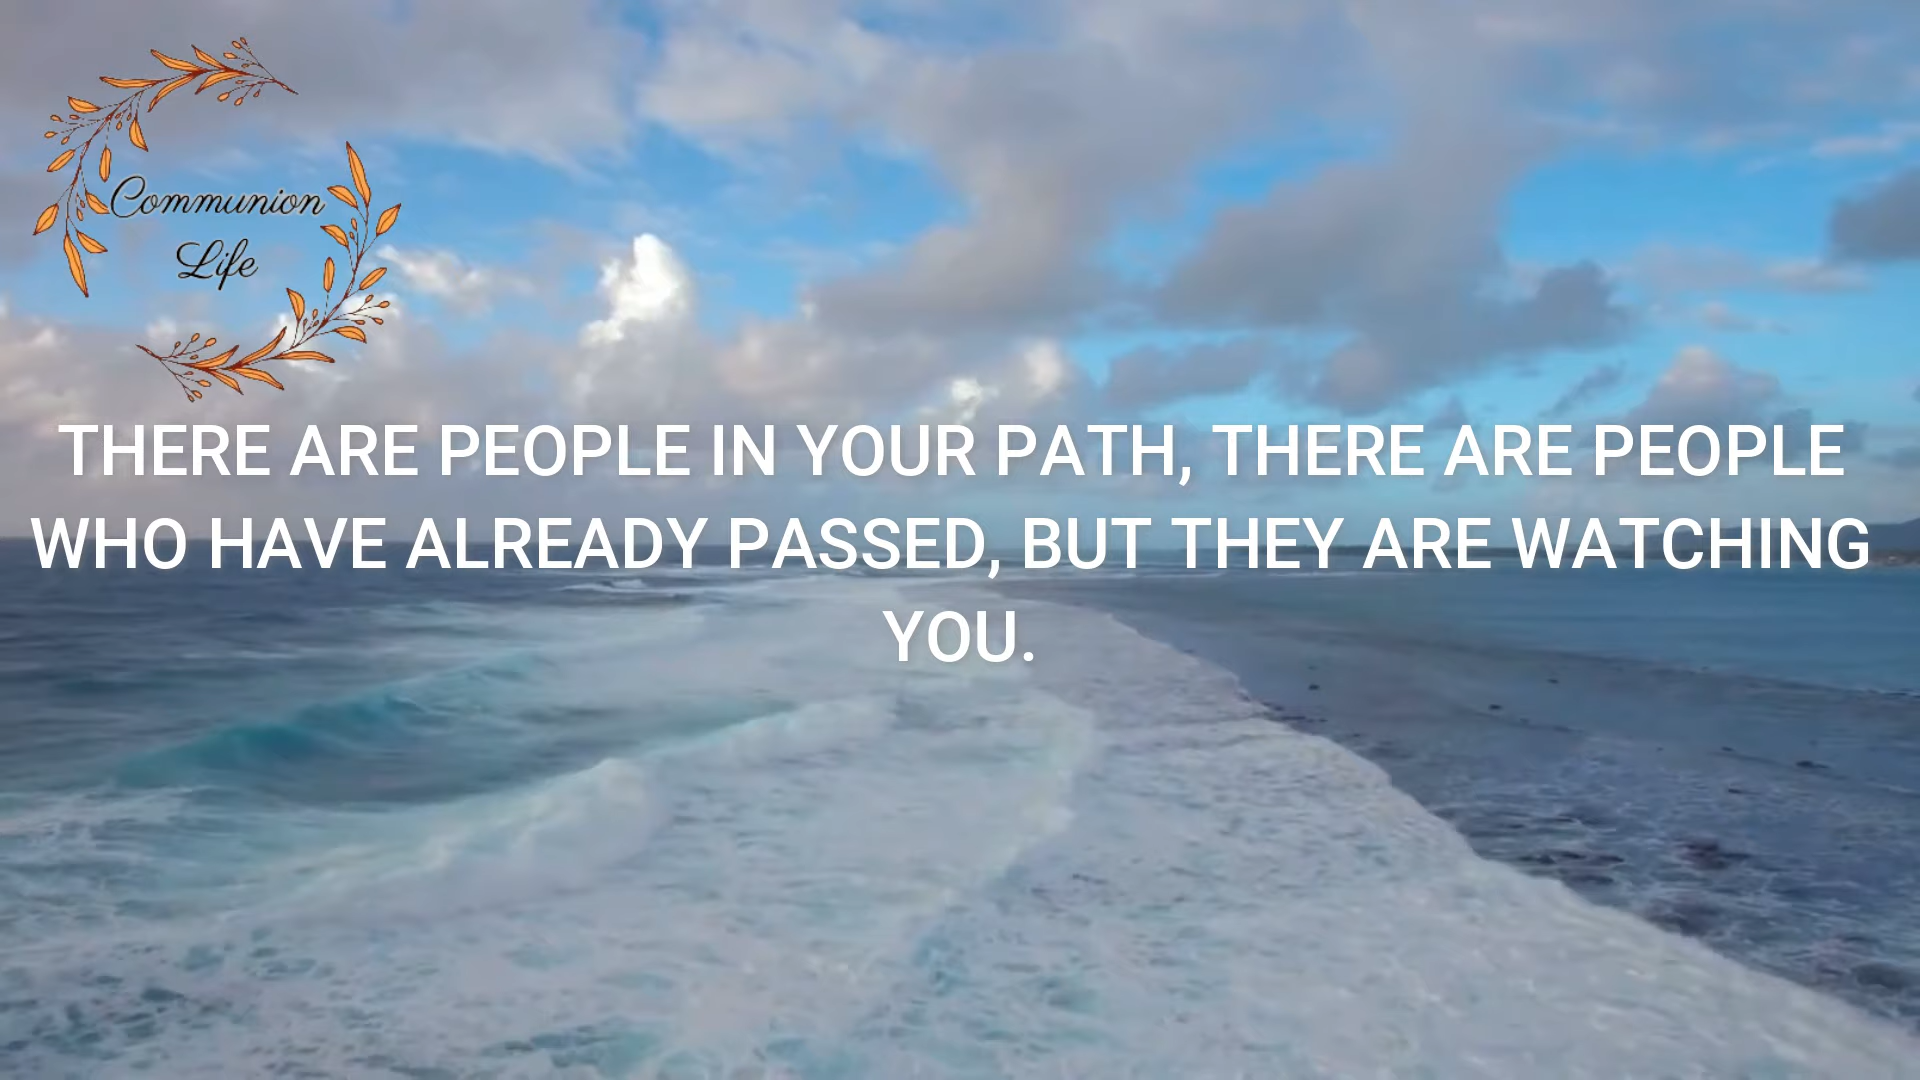 Communion
Life
THERE ARE PEOPLE IN YOUR PATH, THERE ARE PEOPLE
WHO HAVE ALREADY PASSED, BUT THEY ARE WATCHING
YOU.